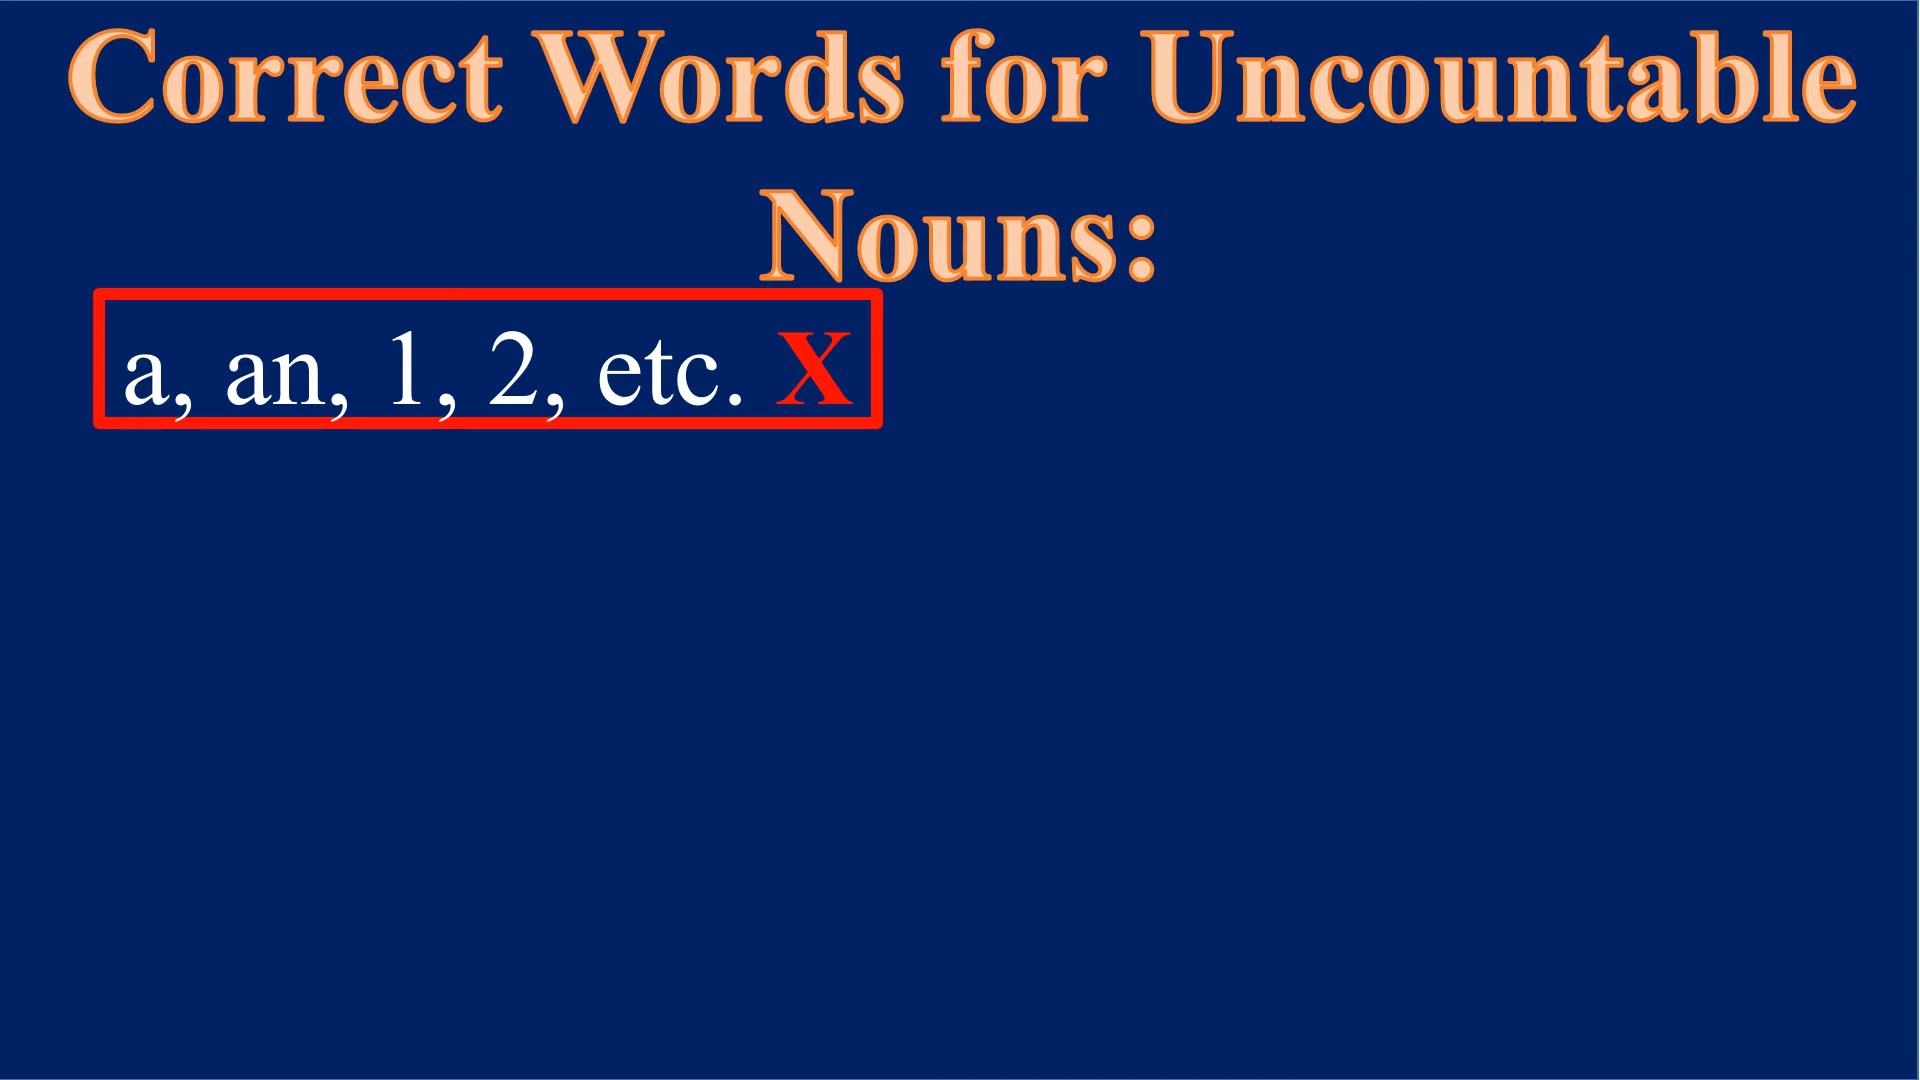 Correct Words for Uncountable
Nouns:
a, an, 1, 2, etc. X